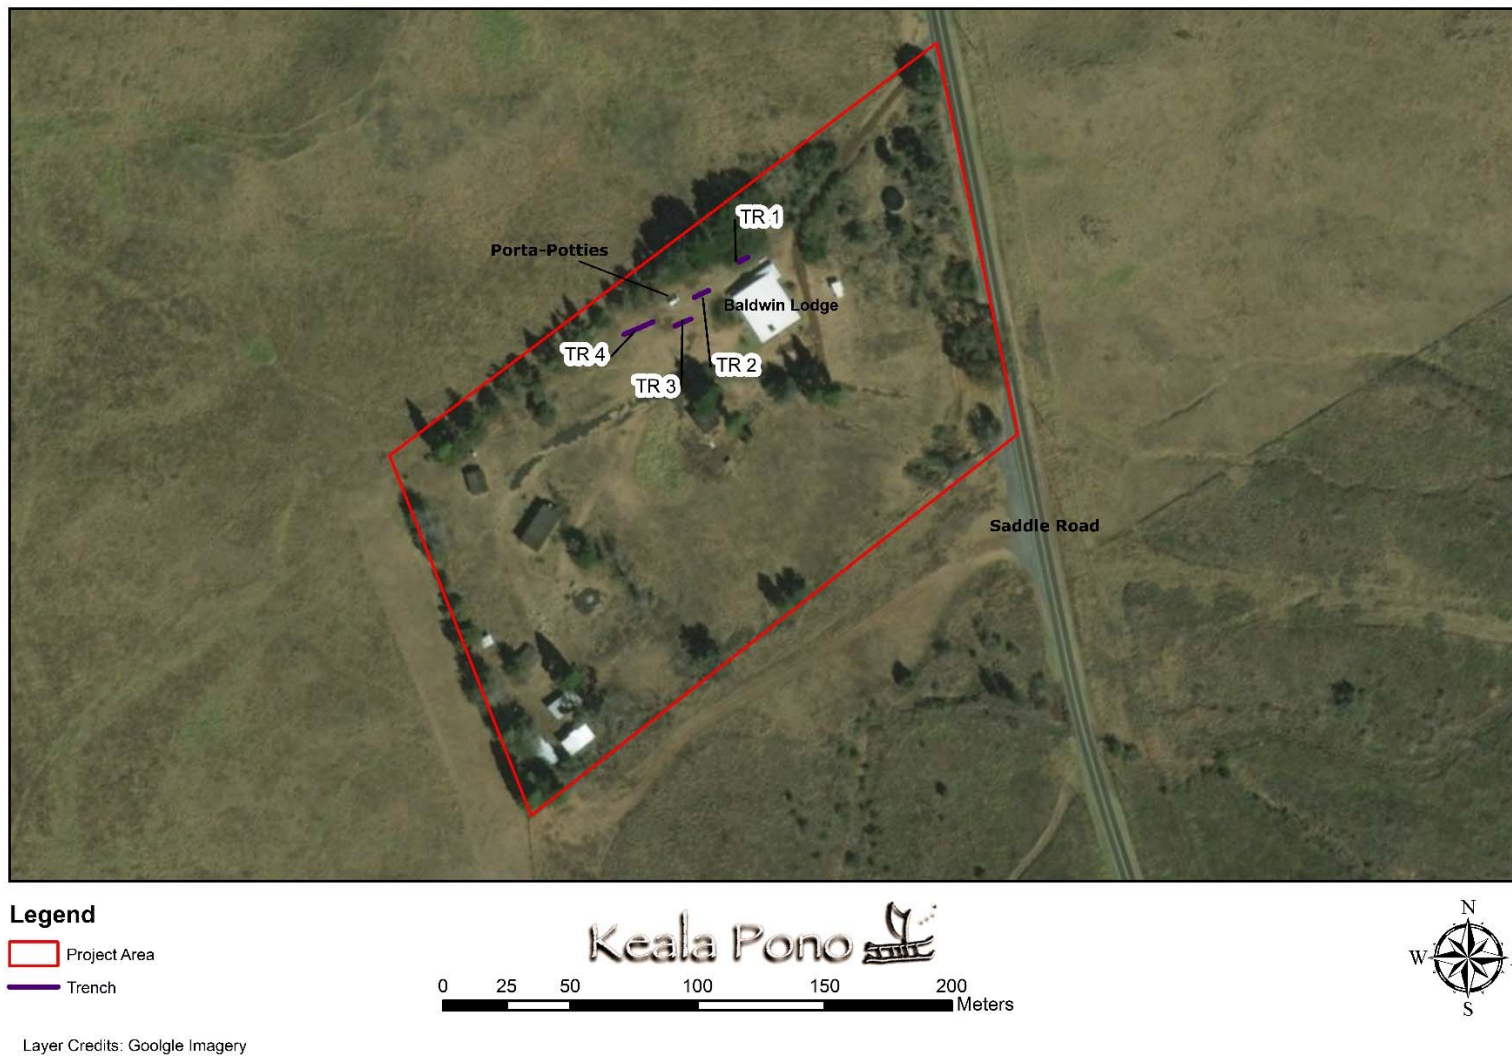 TR 1
Porta-Potties
Baldwin Lodge
TR 4
TR 2
TR 3
Saddle Road
Legend
Project Area
Trench
Keala Pono
0 25 50 100 150 200
Meters
N
W
S
Layer Credits: Goolgle Imagery